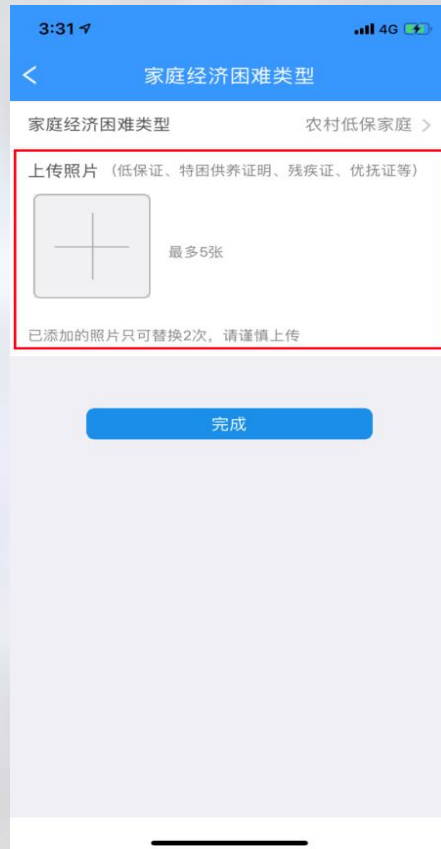 3:31 4G
家庭经济困难类型
家庭经济困难类型 农村低保家庭 >
上传照片（低保证、特困供养证明、残疾证、优抚证等）
最多5张
已添加的照片只可替换2次，请谨慎上传
完成